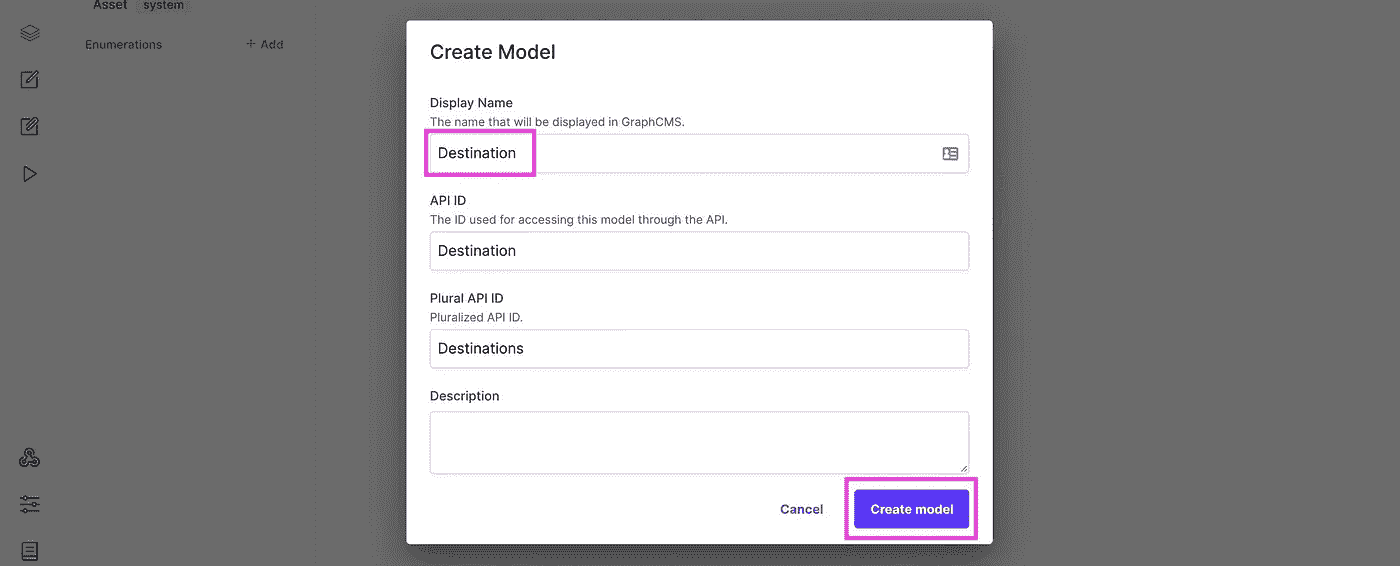 Asset system
Enumerations + Add
Create Model
Display Name
The name that will be displayed in GraphCMS.
Destination
API ID
The ID used for accessing this model through the API.
Destination
Plural API ID
Pluralized API ID.
Destinations
Description
Cancel Create model